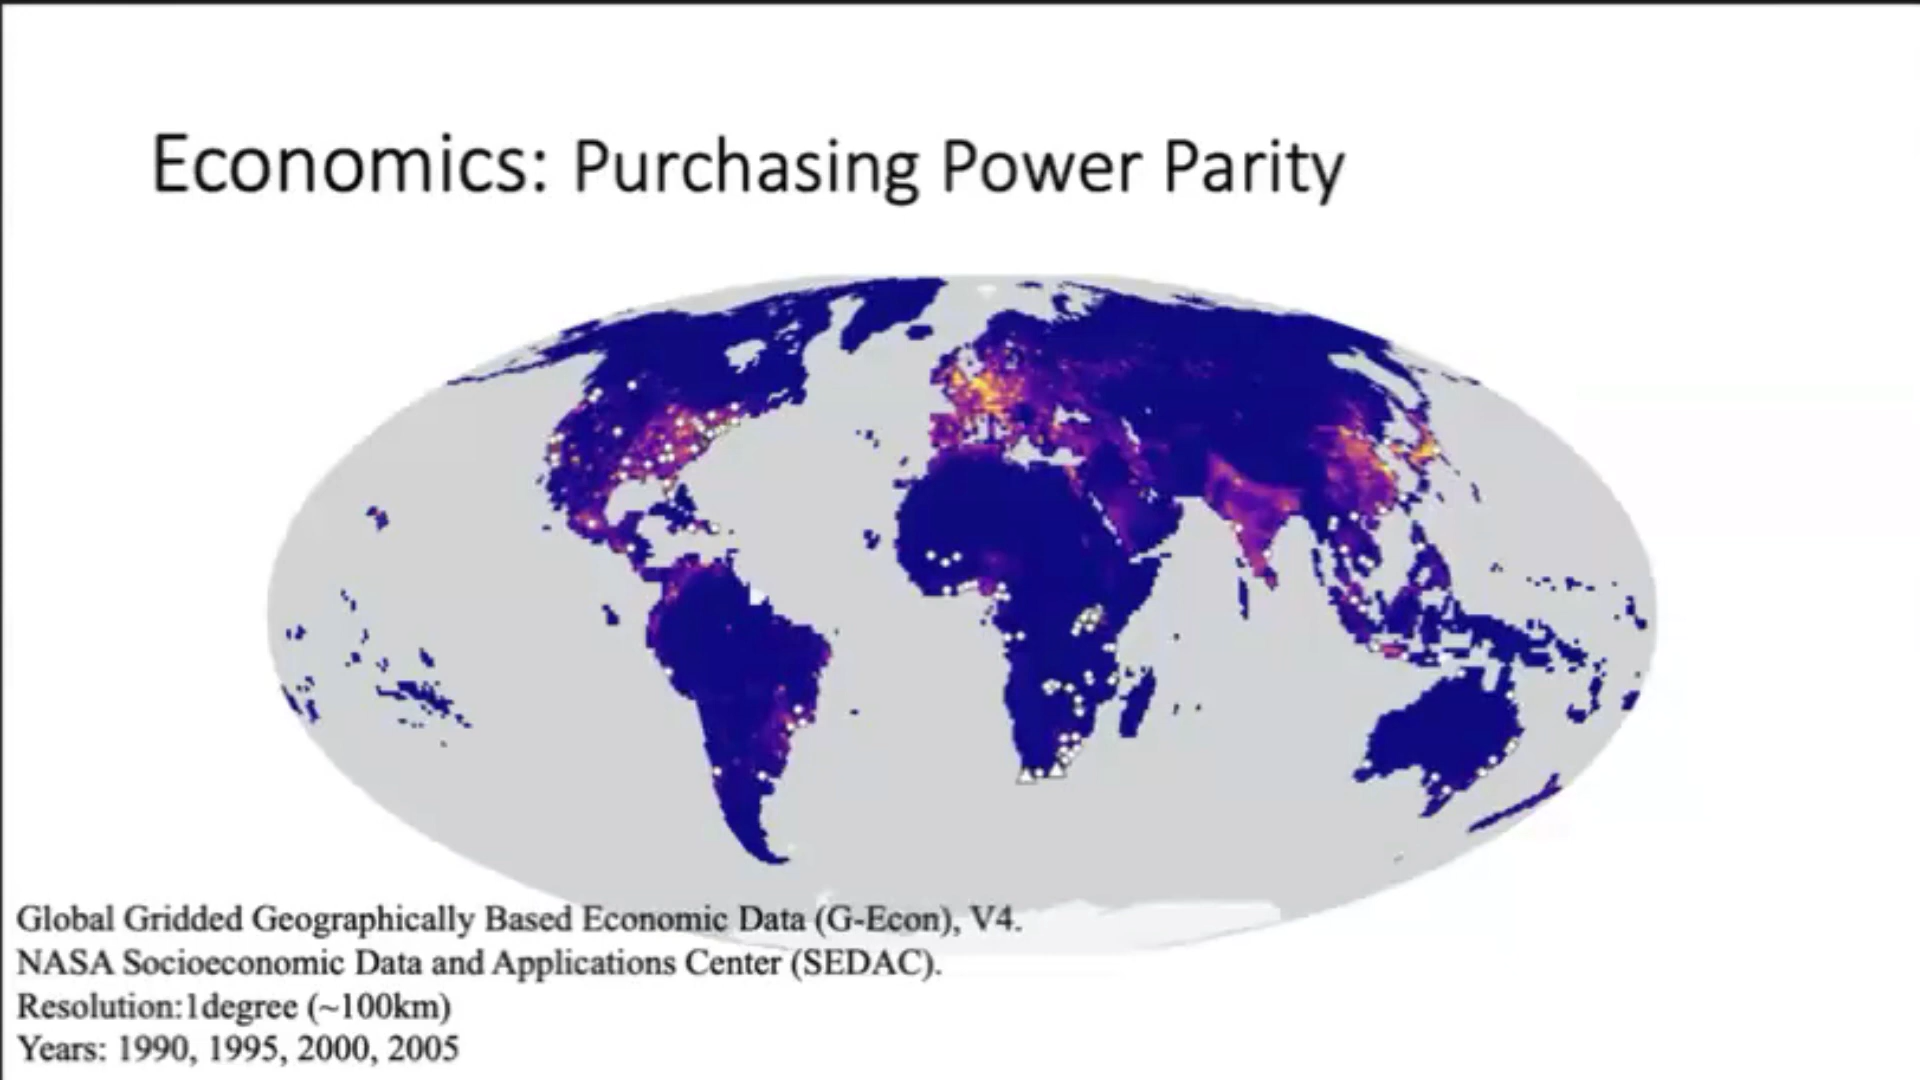 Economics: Purchasing Power Parity
Global Gridded Geographically Based Economic Data (G-Econ), V4.
NASA Socioeconomic Data and Applications Center (SEDAC).
Resolution:1degree (~100km)
Years: 1990, 1995, 2000, 2005